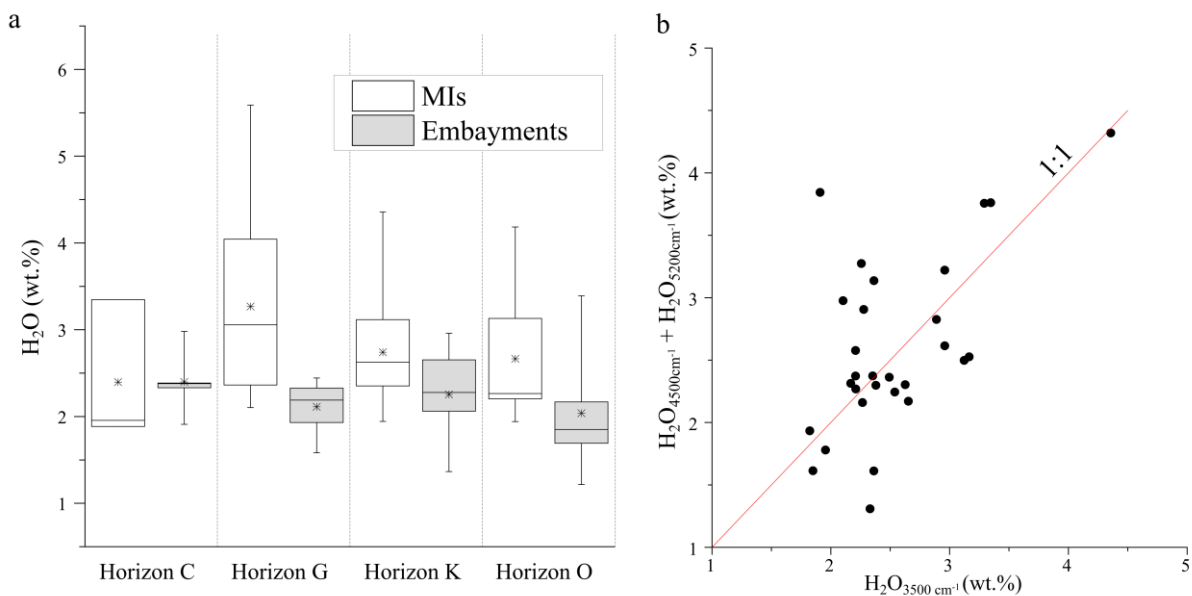 a
H₂O (wt.%)
6
5
4
3
2
1
MIs
Embayments
Horizon C
Horizon G
Horizon K
Horizon O
b
H₂O₄₅₀₀cm⁻¹ + H₂O₅₂₀₀cm⁻¹ (wt.%)
5
4
3
2
1
1:1
1
2
3
4
5
H₂O₃₅₀₀ cm⁻¹ (wt.%)